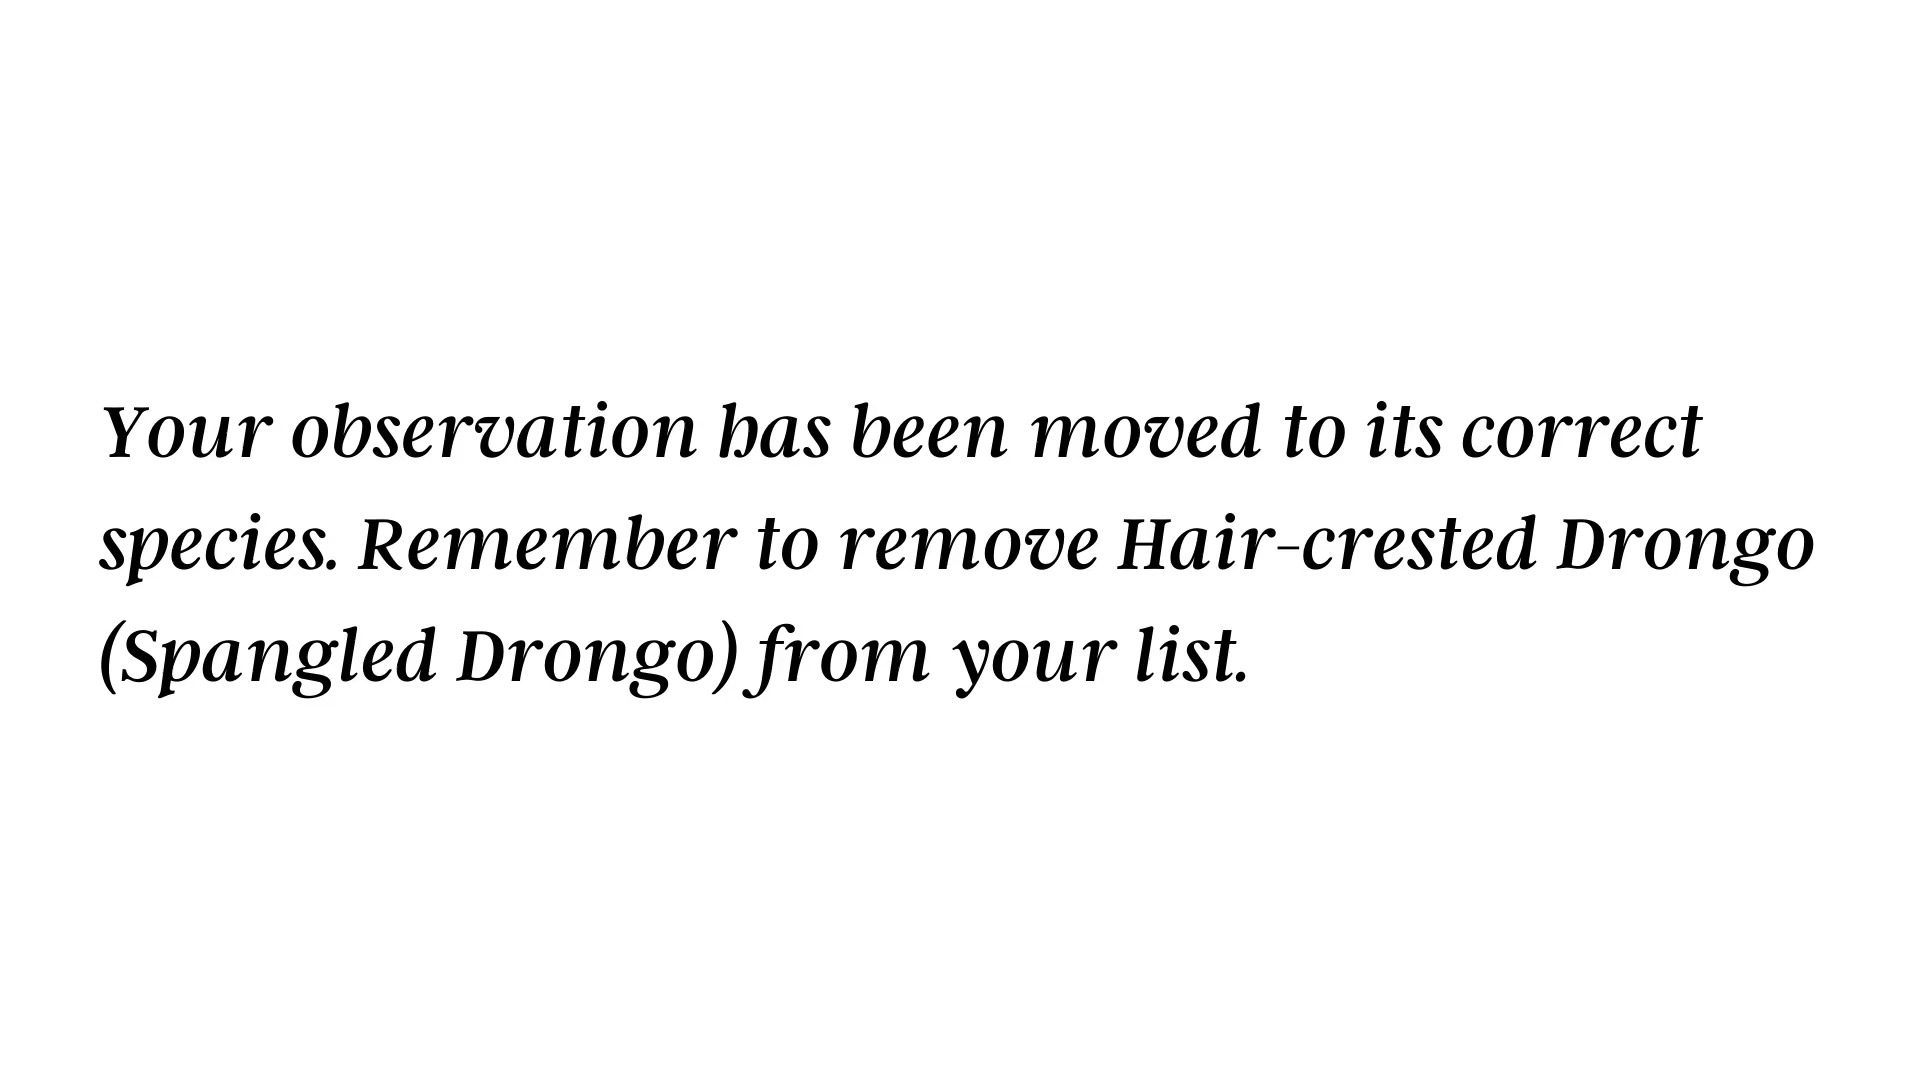 Your observation has been moved to its correct
species. Remember to remove Hair-crested Drongo
(Spangled Drongo) from your list.